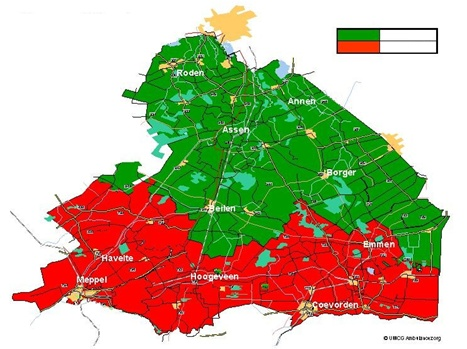 Roden
Annen
Assen
Borger
Beilen
Emmen
Havelte
Hoogeveen
Meppel
Coevorden
© UMCG Ambulancezorg